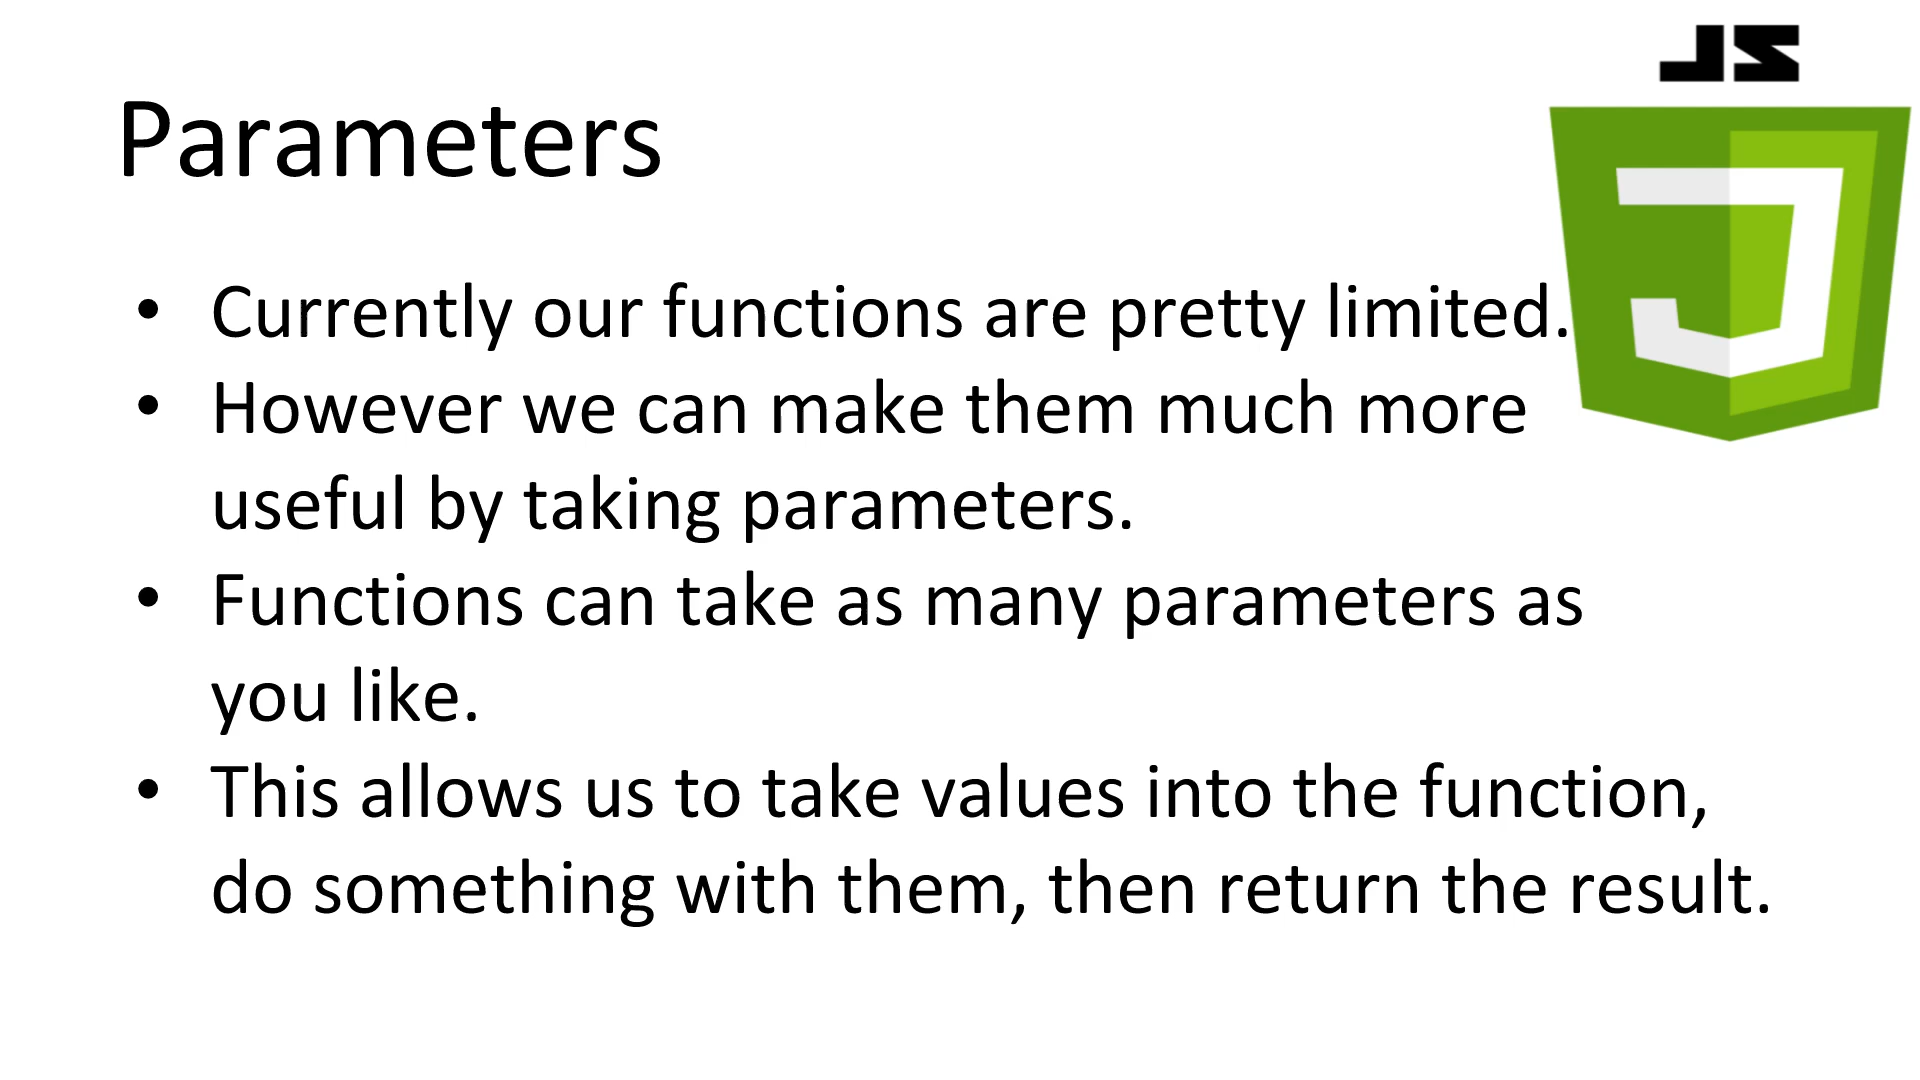 JS
Parameters
• Currently our functions are pretty limited.
• However we can make them much more
useful by taking parameters.
• Functions can take as many parameters as
you like.
• This allows us to take values into the function,
do something with them, then return the result.